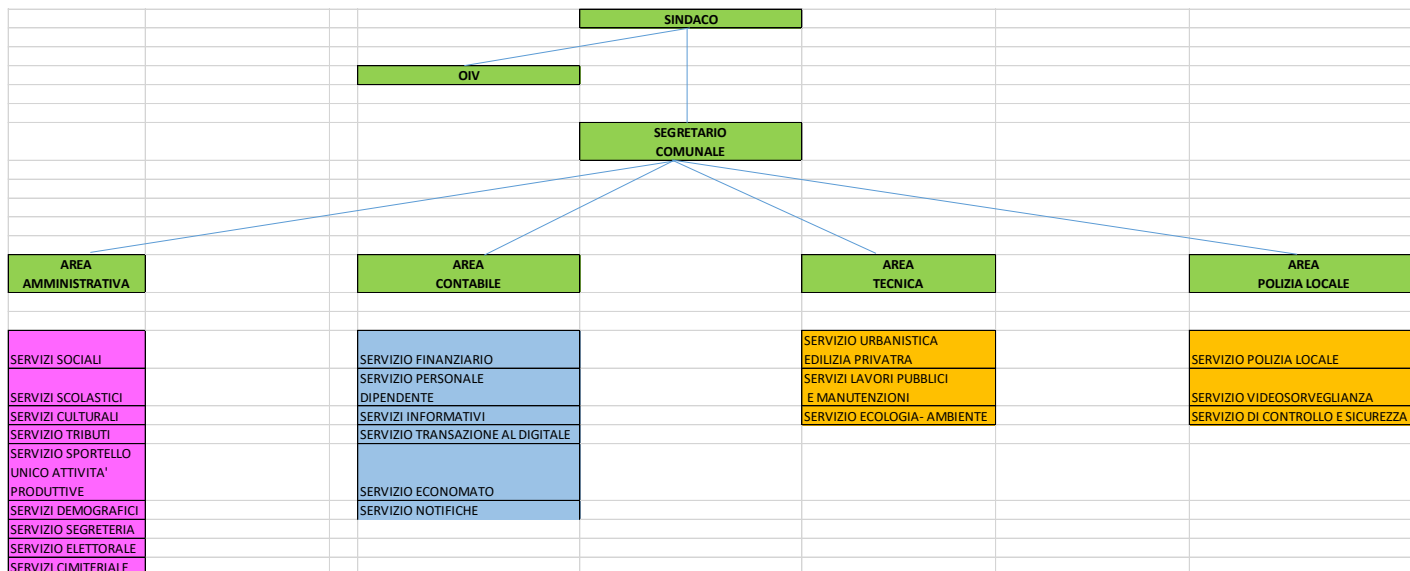 SINDACO
OIV
SEGRETARIO
COMUNALE
AREA
AMMINISTRATIVA
AREA
CONTABILE
AREA
TECNICA
AREA
POLIZIA LOCALE
SERVIZI SOCIALI
SERVIZI SCOLASTICI
SERVIZI CULTURALI
SERVIZIO TRIBUTI
SERVIZIO SPORTELLO
UNICO ATTIVITA'
PRODUTTIVE
SERVIZI DEMOGRAFICI
SERVIZIO SEGRETERIA
SERVIZIO ELETTORALE
SERVIZI CIMITERIALE
SERVIZIO FINANZIARIO
SERVIZIO PERSONALE
DIPENDENTE
SERVIZI INFORMATIVI
SERVIZIO TRANSAZIONE AL DIGITALE
SERVIZIO ECONOMATO
SERVIZIO NOTIFICHE
SERVIZIO URBANISTICA
EDILIZIA PRIVATRA
SERVIZI LAVORI PUBBLICI
E MANUTENZIONI
SERVIZIO ECOLOGIA- AMBIENTE
SERVIZIO POLIZIA LOCALE
SERVIZIO VIDEOSORVEGLIANZA
SERVIZIO DI CONTROLLO E SICUREZZA